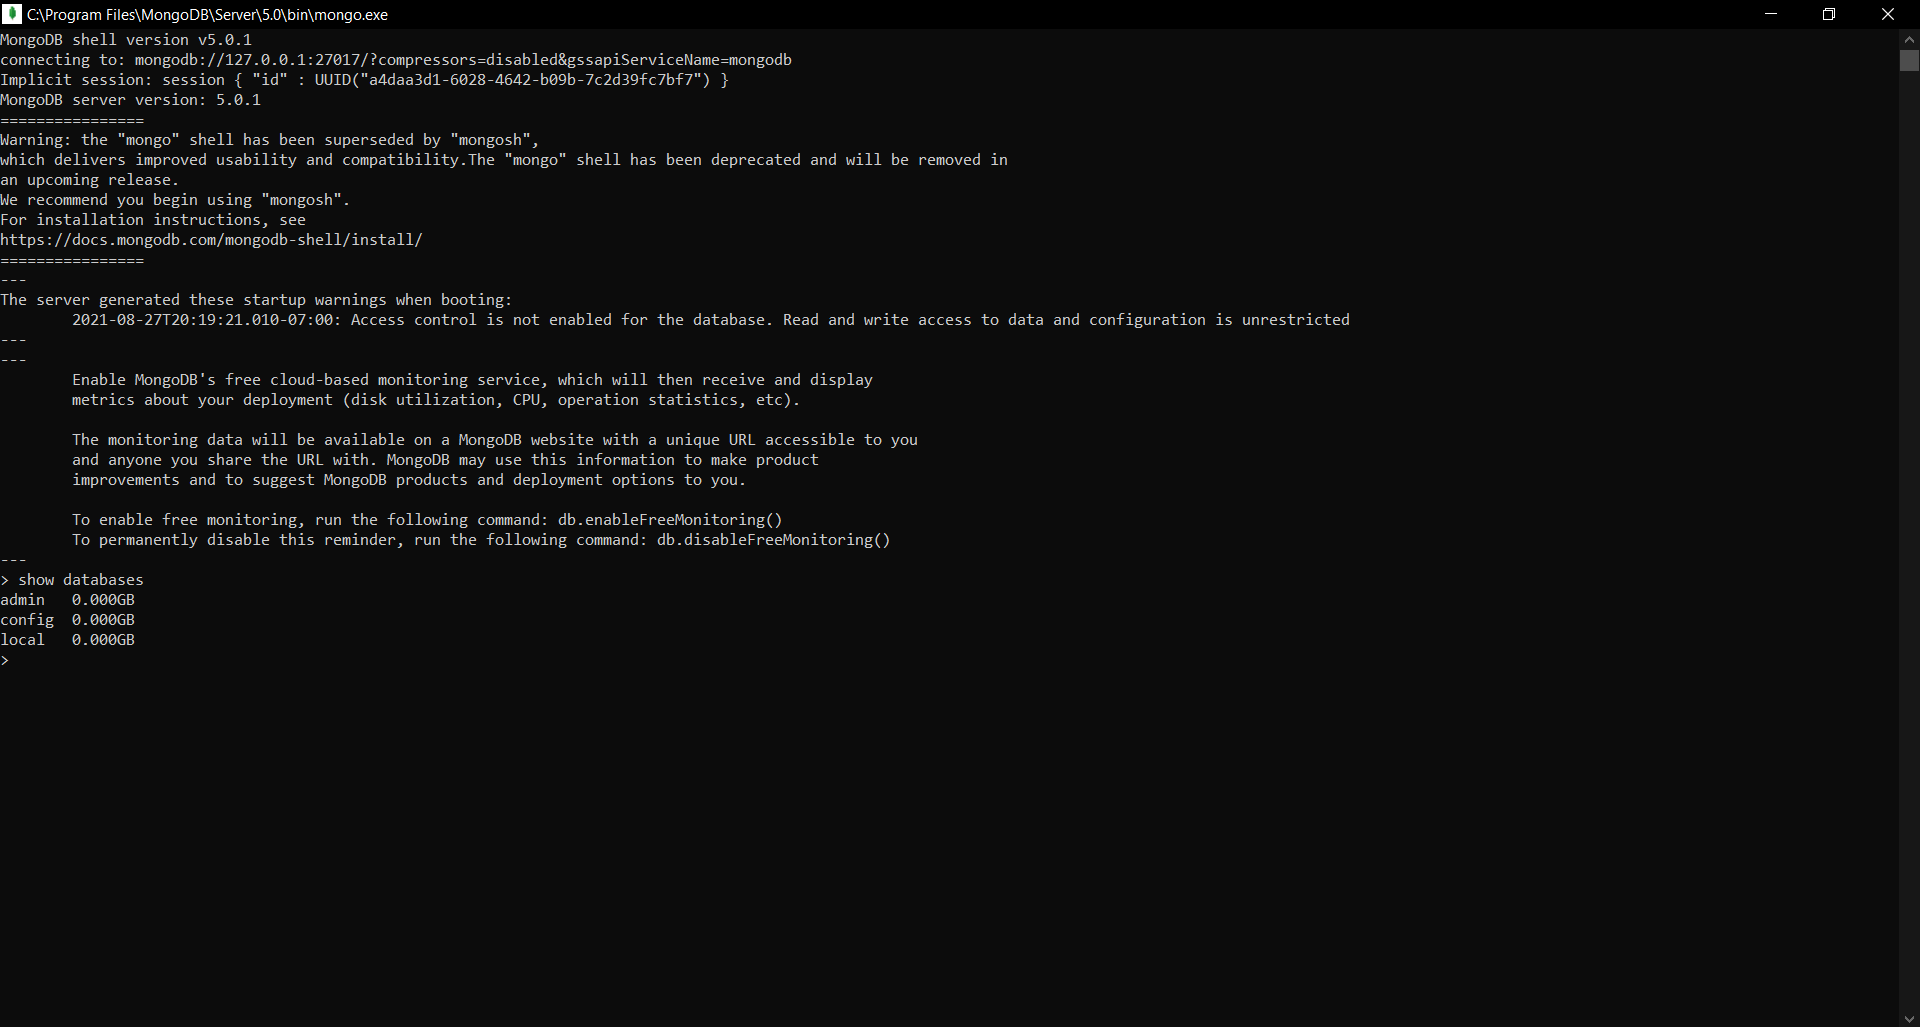 C:\Program Files\MongoDB\Server\5.0\bin\mongo.exe
MongoDB shell version v5.0.1
connecting to: mongodb://127.0.0.1:27017/?compressors=disabled&gssapiServiceName=mongodb
Implicit session: session { "id" : UUID("a4daa3d1-6028-4642-b09b-7c2d39fc7bf7") }
MongoDB server version: 5.0.1
================
Warning: the "mongo" shell has been superseded by "mongosh",
which delivers improved usability and compatibility.The "mongo" shell has been deprecated and will be removed in
an upcoming release.
We recommend you begin using "mongosh".
For installation instructions, see
https://docs.mongodb.com/mongodb-shell/install/
================
---
The server generated these startup warnings when booting:
        2021-08-27T20:19:21.010-07:00: Access control is not enabled for the database. Read and write access to data and configuration is unrestricted
---
---
        Enable MongoDB's free cloud-based monitoring service, which will then receive and display
        metrics about your deployment (disk utilization, CPU, operation statistics, etc).

        The monitoring data will be available on a MongoDB website with a unique URL accessible to you
        and anyone you share the URL with. MongoDB may use this information to make product
        improvements and to suggest MongoDB products and deployment options to you.

        To enable free monitoring, run the following command: db.enableFreeMonitoring()
        To permanently disable this reminder, run the following command: db.disableFreeMonitoring()
---
> show databases
admin   0.000GB
config  0.000GB
local   0.000GB
>